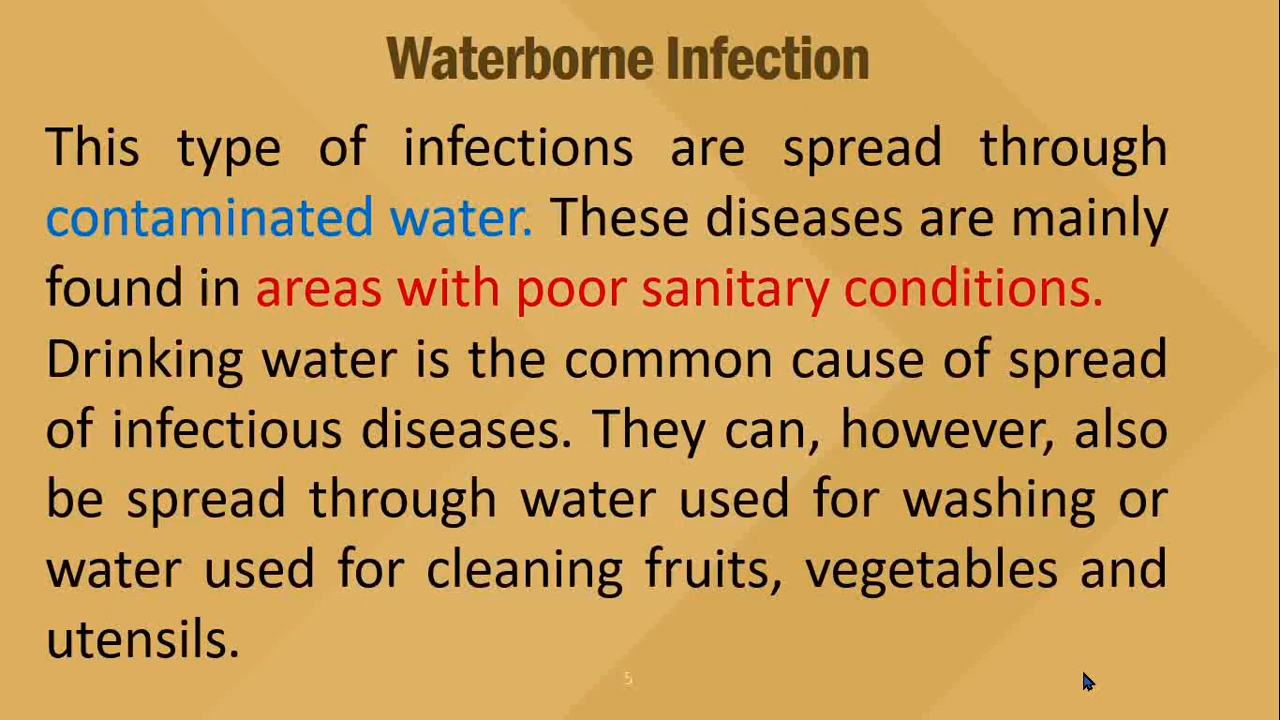 Waterborne Infection
This type of infections are spread through
contaminated water. These diseases are mainly
found in areas with poor sanitary conditions.
Drinking water is the common cause of spread
of infectious diseases. They can, however, also
be spread through water used for washing or
water used for cleaning fruits, vegetables and
utensils.
5